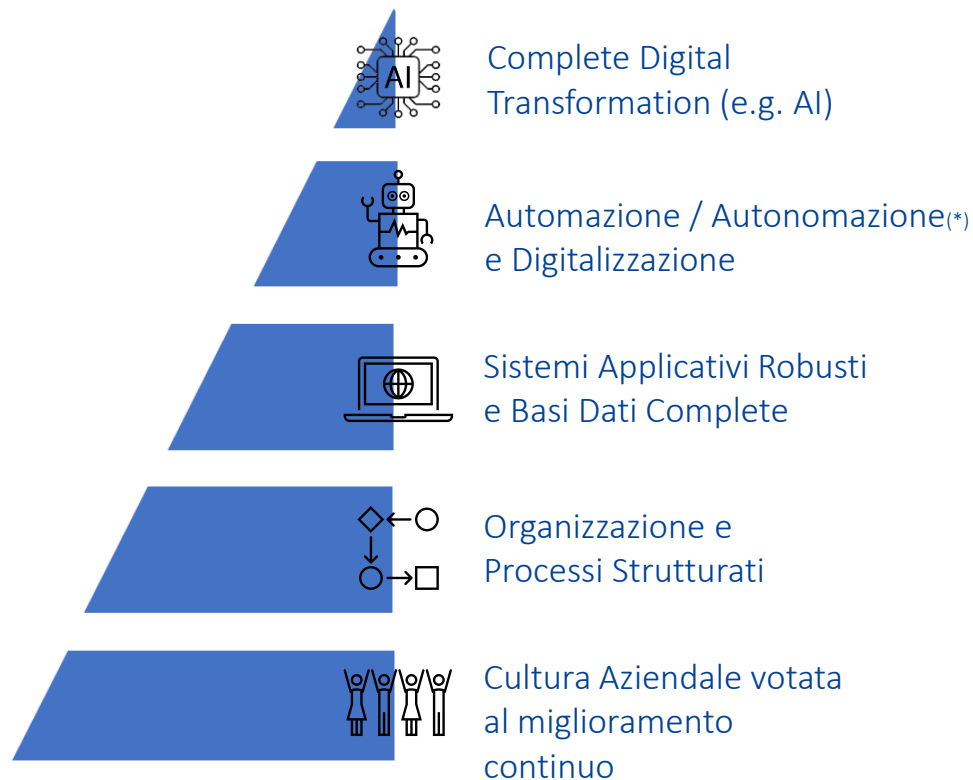 AI
Complete Digital
Transformation (e.g. AI)
Automazione / Autonomazione(*)
e Digitalizzazione
Sistemi Applicativi Robusti
e Basi Dati Complete
Organizzazione e
Processi Strutturati
Cultura Aziendale votata
al miglioramento
continuo